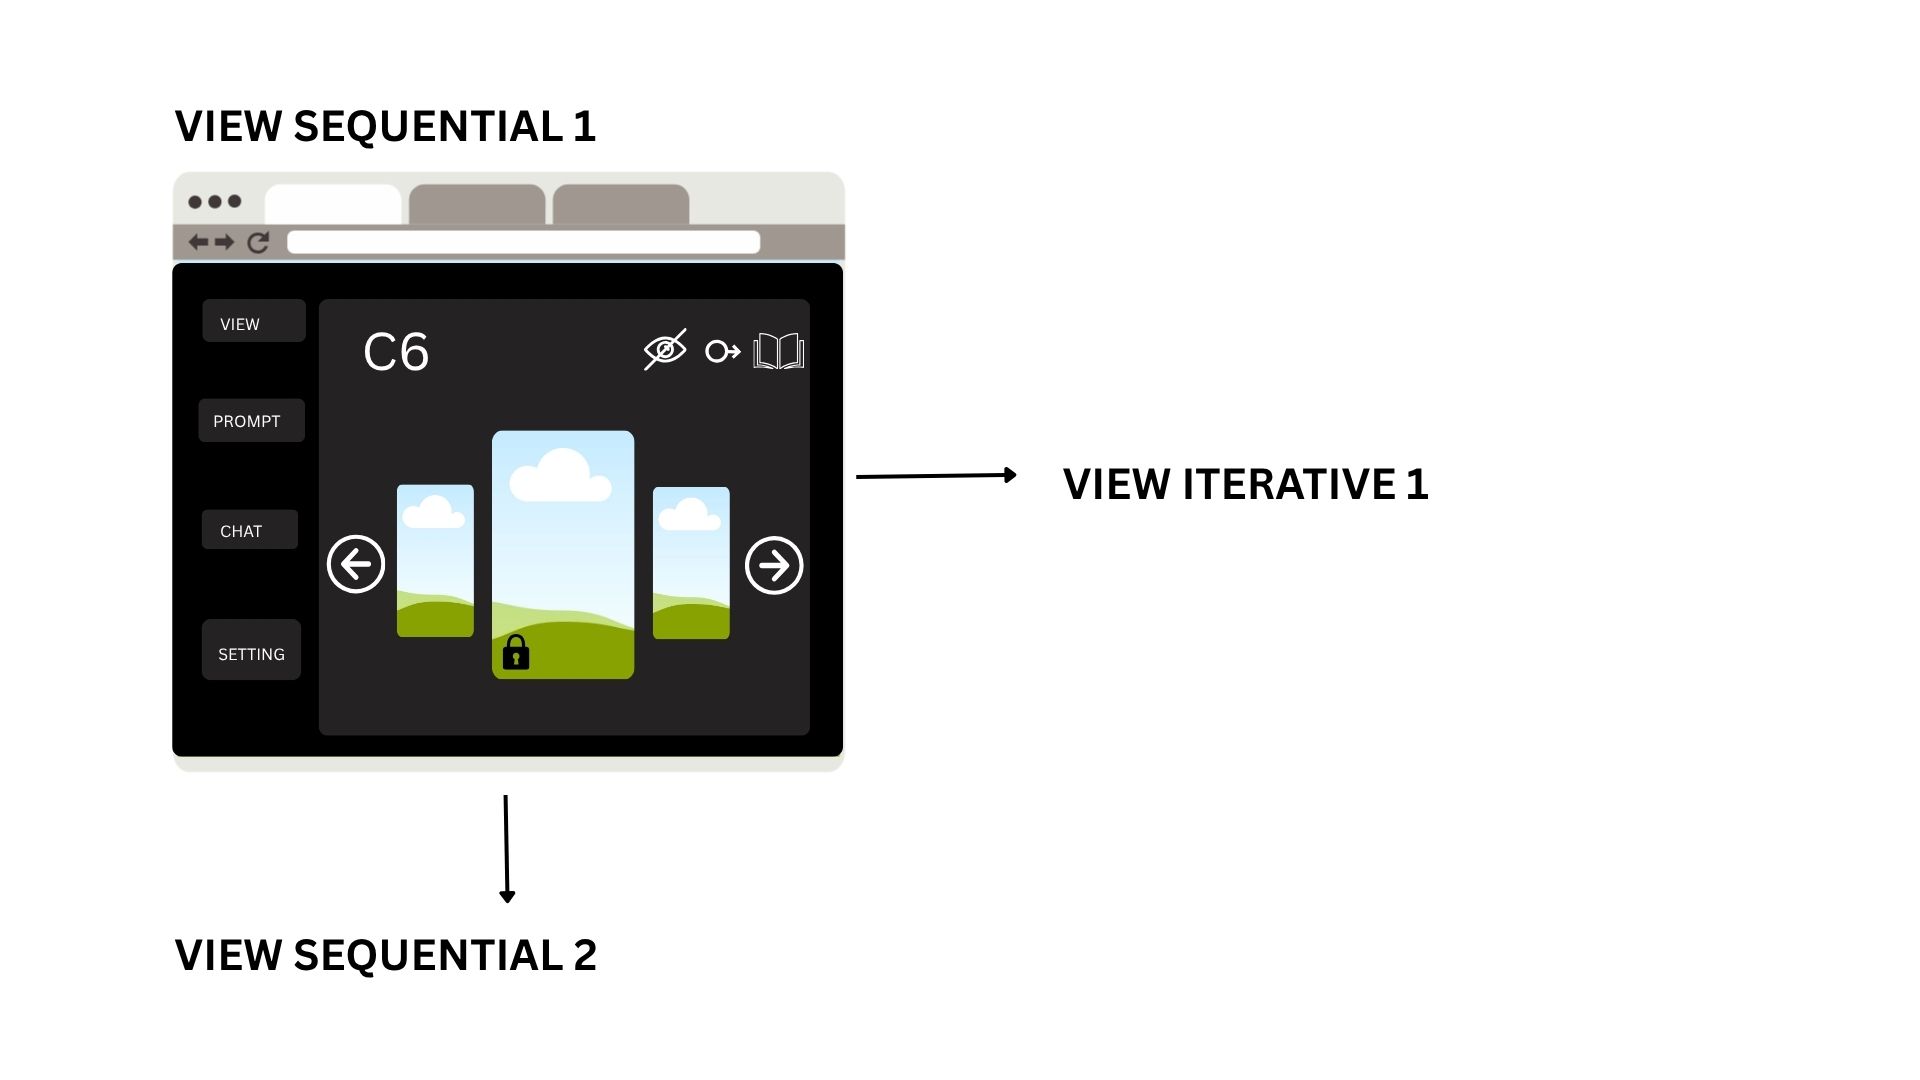 VIEW SEQUENTIAL 1
VIEW
C6
PROMPT
VIEW ITERATIVE 1
CHAT
SETTING
VIEW SEQUENTIAL 2